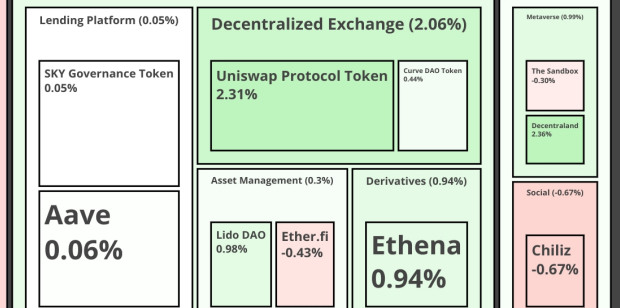 Lending Platform (0.05%)
SKY Governance Token
0.05%
Aave
0.06%
Decentralized Exchange (2.06%)
Uniswap Protocol Token
2.31%
Curve DAO Token
0.44%
Asset Management (0.3%)
Lido DAO
0.98%
Ether.fi
-0.43%
Derivatives (0.94%)
Ethena
0.94%
Metaverse (0.99%)
The Sandbox
-0.30%
Decentraland
2.36%
Social (-0.67%)
Chiliz
-0.67%